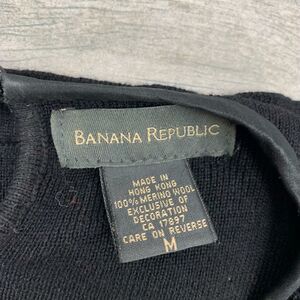 BANANA REPUBLIC
MADE IN
HONG KONG
100% MERINO WOOL
EXCLUSIVE OF
DECORATION
CA 17897
CARE ON REVERSE
M